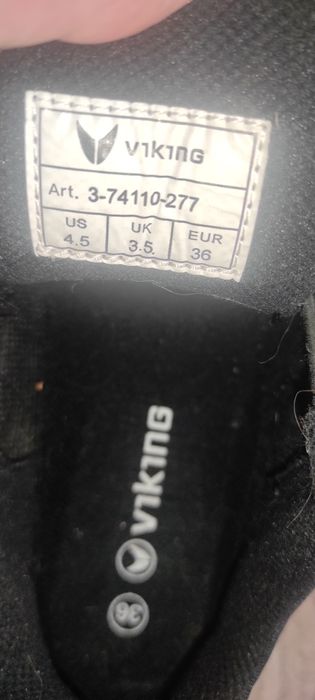 VIKING
Art. 3-74110-277
US UK EUR
4.5 3.5 36
VIKING
36